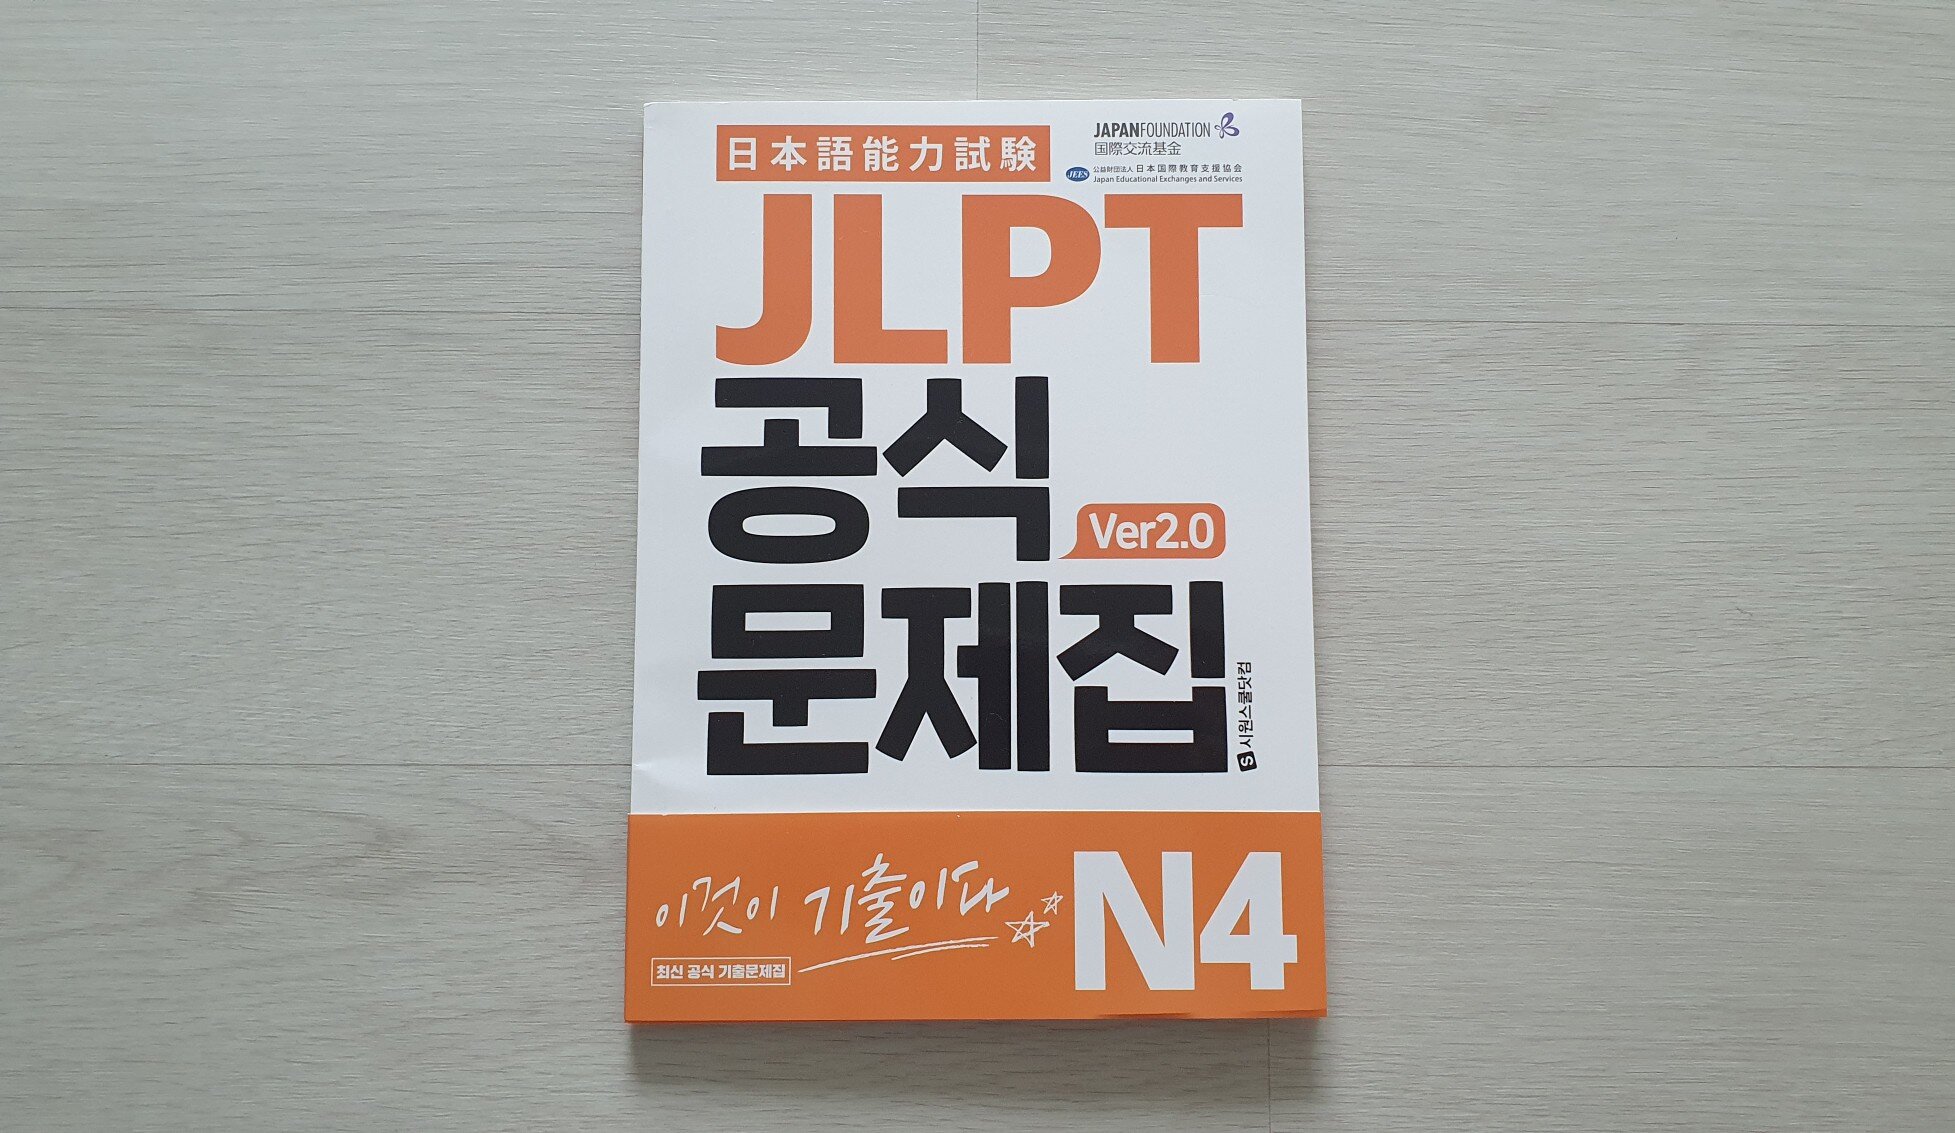 日本語能力試験
JAPANFOUNDATION
国際交流基金
JEES 公益財団法人 日本国際教育支援協会
Japan Educational Exchanges and Services
JLPT
공식
Ver2.0
문제집
S 시원스쿨닷컴
이것이 기출이다
최신 공식 기출문제집
N4